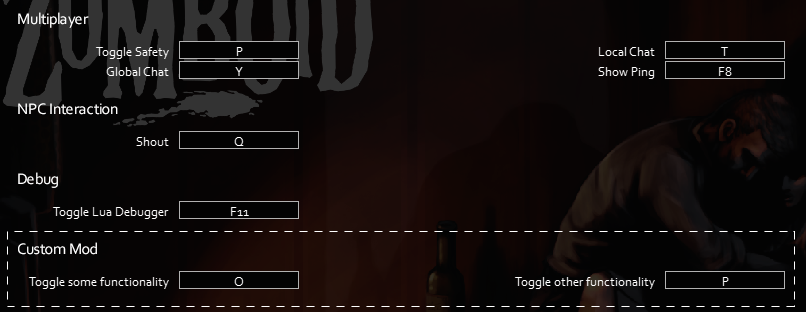 ZOMBOID
Multiplayer
Toggle Safety P Local Chat T
Global Chat Y Show Ping F8
NPC Interaction
Shout Q
Debug
Toggle Lua Debugger F11
Custom Mod
Toggle some functionality O Toggle other functionality P